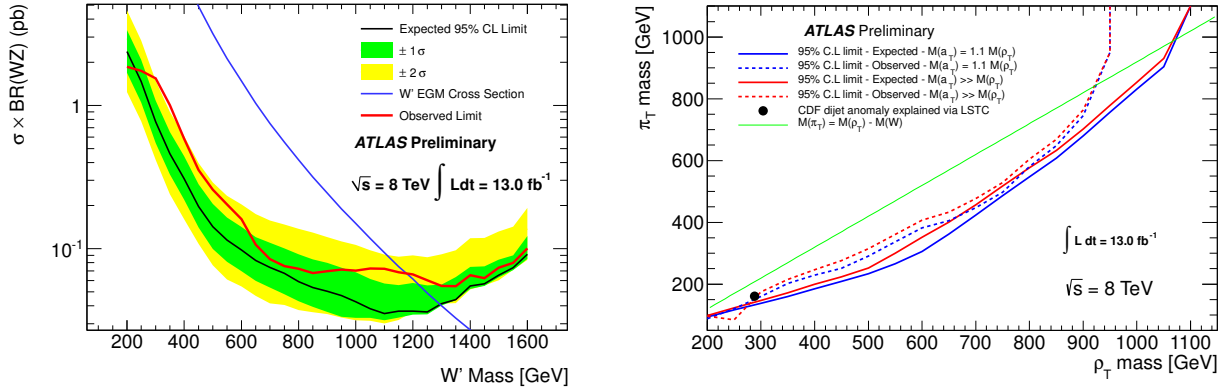 σ × BR(WZ) (pb)
1
10⁻¹
Expected 95% CL Limit
± 1 σ
± 2 σ
W' EGM Cross Section
Observed Limit
ATLAS Preliminary
√s = 8 TeV ∫ Ldt = 13.0 fb⁻¹
200 400 600 800 1000 1200 1400 1600
W' Mass [GeV]
π_T mass [GeV]
1000
800
600
400
200
ATLAS Preliminary
95% C.L limit - Expected - M(a_T) = 1.1 M(ρ_T)
95% C.L limit - Observed - M(a_T) = 1.1 M(ρ_T)
95% C.L limit - Expected - M(a_T) >> M(ρ_T)
95% C.L limit - Observed - M(a_T) >> M(ρ_T)
CDF dijet anomaly explained via LSTC
M(π_T) = M(ρ_T) - M(W)
∫ L dt = 13.0 fb⁻¹
√s = 8 TeV
200 300 400 500 600 700 800 900 1000 1100
ρ_T mass [GeV]